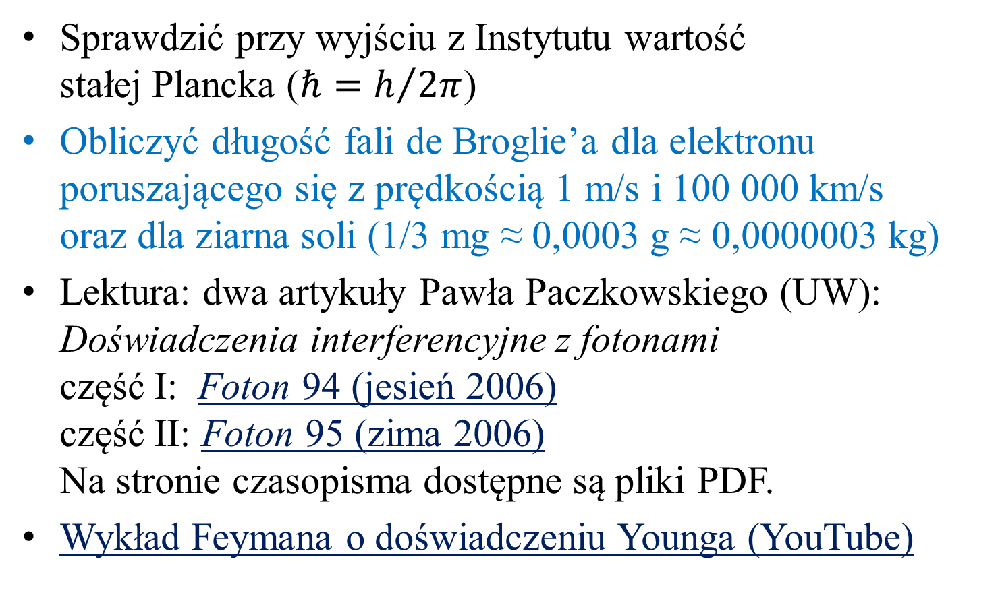 • Sprawdzić przy wyjściu z Instytutu wartość
stałej Plancka (ℏ = ℎ/2𝜋)
• Obliczyć długość fali de Broglie’a dla elektronu
poruszającego się z prędkością 1 m/s i 100 000 km/s
oraz dla ziarna soli (1/3 mg ≈ 0,0003 g ≈ 0,0000003 kg)
• Lektura: dwa artykuły Pawła Paczkowskiego (UW):
Doświadczenia interferencyjne z fotonami
część I: Foton 94 (jesień 2006)
część II: Foton 95 (zima 2006)
Na stronie czasopisma dostępne są pliki PDF.
• Wykład Feymana o doświadczeniu Younga (YouTube)